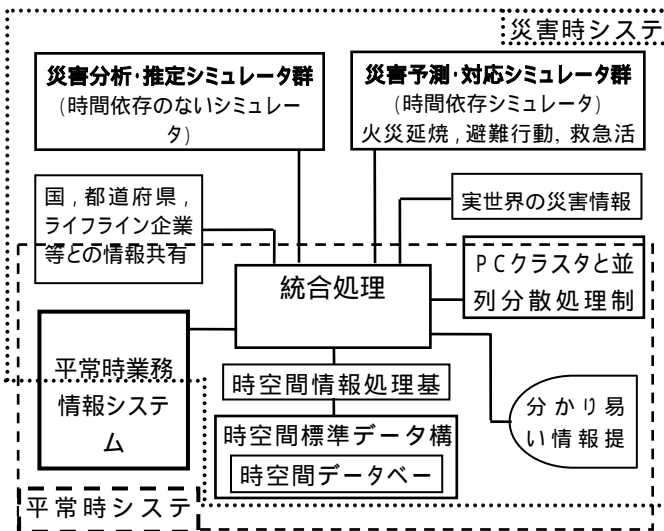 災害時システ
災害分析・推定シミュレータ群
(時間依存のないシミュレー
タ)
災害予測・対応シミュレータ群
(時間依存シミュレータ)
火災延焼,避難行動, 救急活
国,都道府県,
ライフライン企業
等との情報共有
実世界の災害情報
統合処理
PCクラスタと並
列分散処理制
平常時業務
情報システ
ム
時空間情報処理基
時空間標準データ構
時空間データベー
分かり易
い情報提
平常時システ